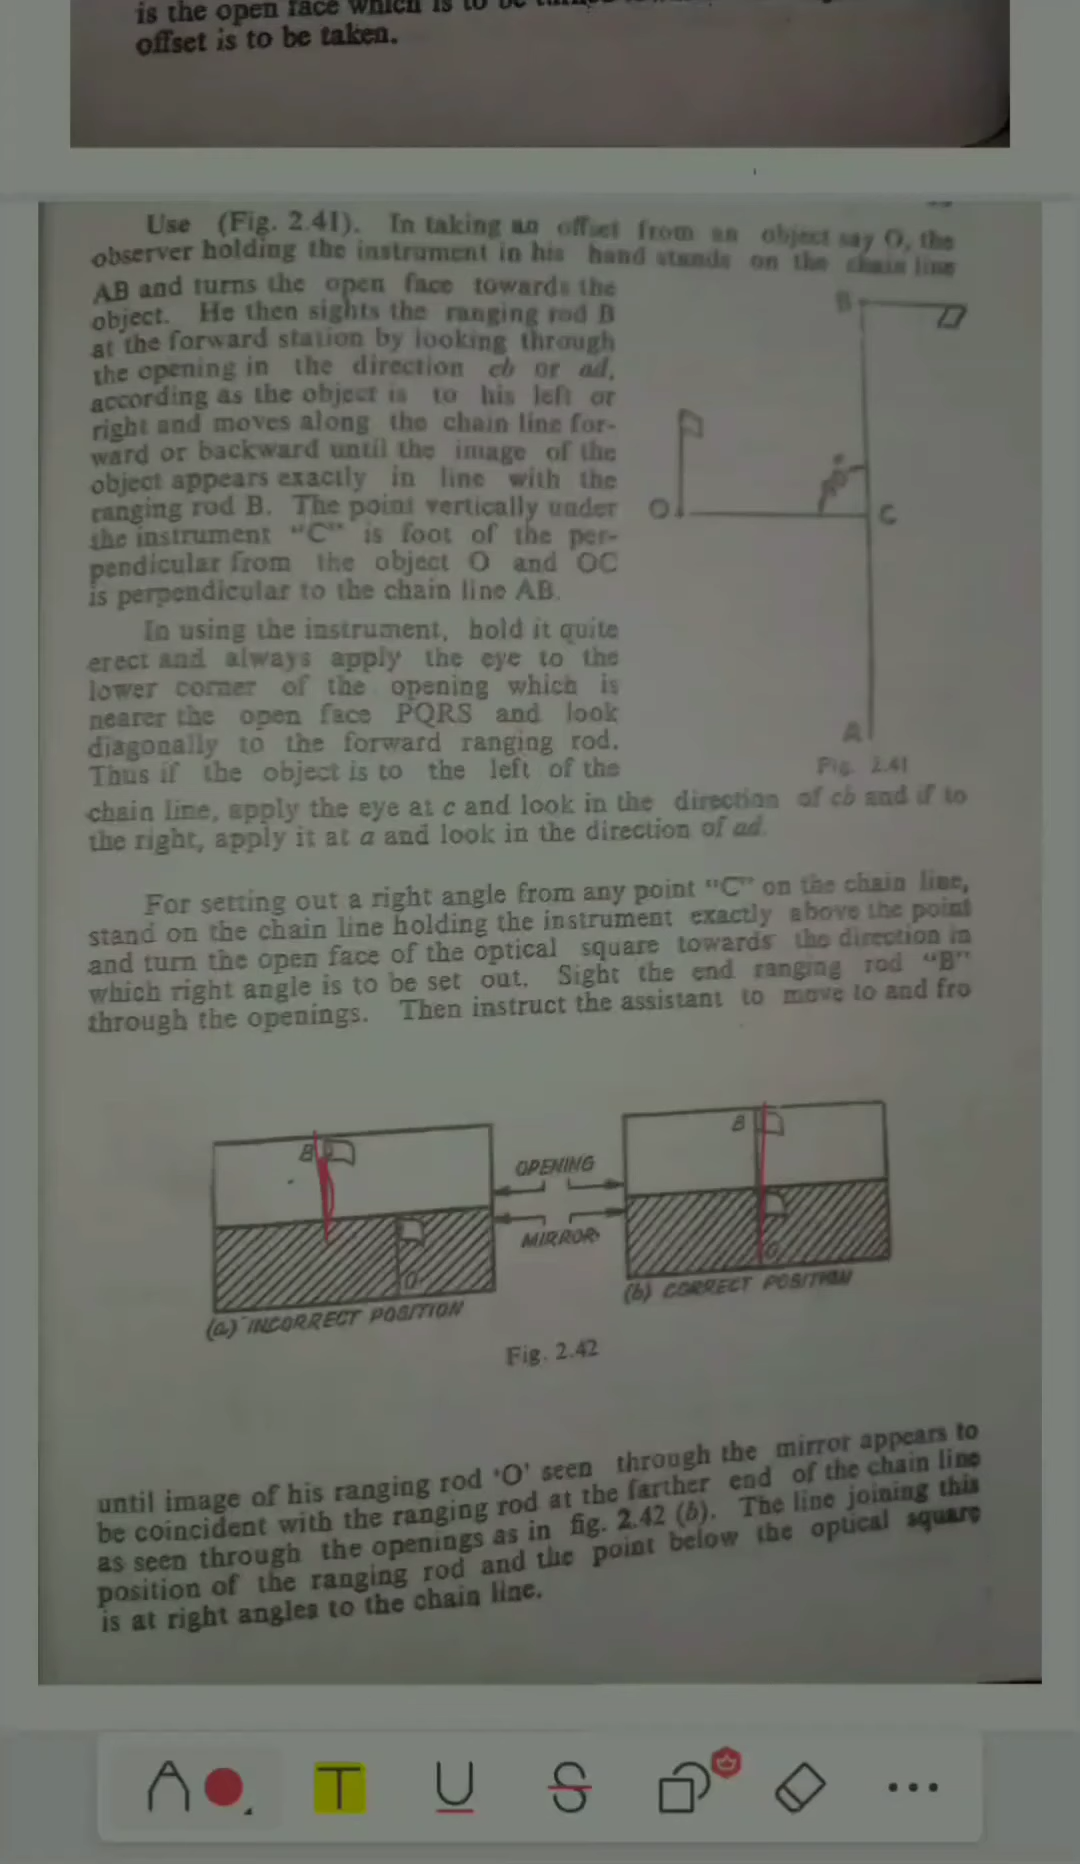 is the open face which is to be
offset is to be taken.
Use (Fig. 2.41). In taking an offset from an object say O, the
observer holding the instrument in his hand stands on the chain line
AB and turns the open face towards the
object. He then sights the ranging rod B
at the forward station by looking through
the opening in the direction cb or ad,
according as the object is to his left or
right and moves along the chain line for-
ward or backward until the image of the
object appears exactly in line with the
ranging rod B. The point vertically under
the instrument "C" is foot of the per-
pendicular from the object O and OC
is perpendicular to the chain line AB.
B
O
C
A
Fig. 2.41
In using the instrument, hold it quite
erect and always apply the eye to the
lower corner of the opening which is
nearer the open face PQRS and look
diagonally to the forward ranging rod.
Thus if the object is to the left of the
chain line, apply the eye at c and look in the direction of cb and if to
the right, apply it at a and look in the direction of ad.
For setting out a right angle from any point "C" on the chain line,
stand on the chain line holding the instrument exactly above the point
and turn the open face of the optical square towards the direction in
which right angle is to be set out. Sight the end ranging rod "B"
through the openings. Then instruct the assistant to move to and fro
B
O
OPENING
MIRROR
B
O
(a) INCORRECT POSITION
(b) CORRECT POSITION
Fig. 2.42
until image of his ranging rod 'O' seen through the mirror appears to
be coincident with the ranging rod at the farther end of the chain line
as seen through the openings as in fig. 2.42 (b). The line joining this
position of the ranging rod and the point below the optical square
is at right angles to the chain line.
T
U
S